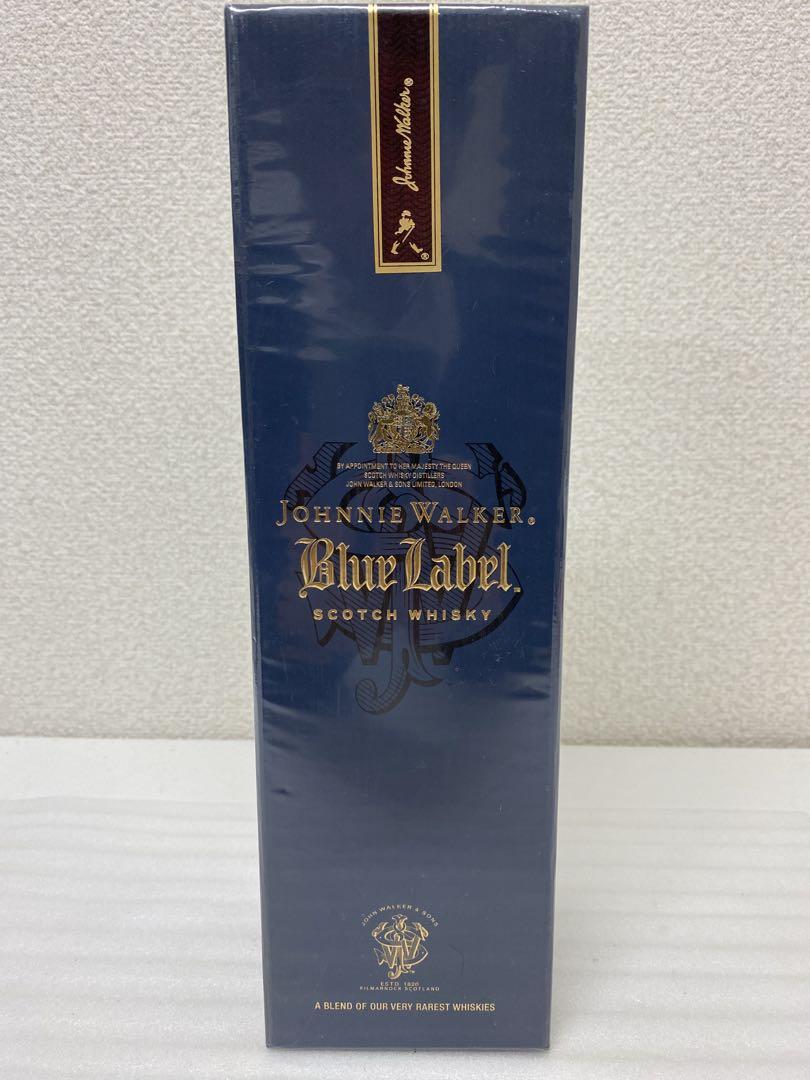 Johnnie Walker®
®
BY APPOINTMENT TO HER MAJESTY THE QUEEN
SCOTCH WHISKY DISTILLERS
JOHN WALKER & SONS LIMITED, LONDON
JOHNNIE WALKER®
Blue Label™
SCOTCH WHISKY
JOHN WALKER & SONS
ESTD 1820
KILMARNOCK SCOTLAND
A BLEND OF OUR VERY RAREST WHISKIES